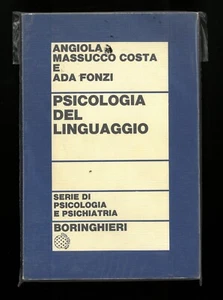 ANGIOLA
MASSUCCO COSTA
E
ADA FONZI
PSICOLOGIA
DEL
LINGUAGGIO
SERIE DI
PSICOLOGIA
E PSICHIATRIA
BORINGHIERI